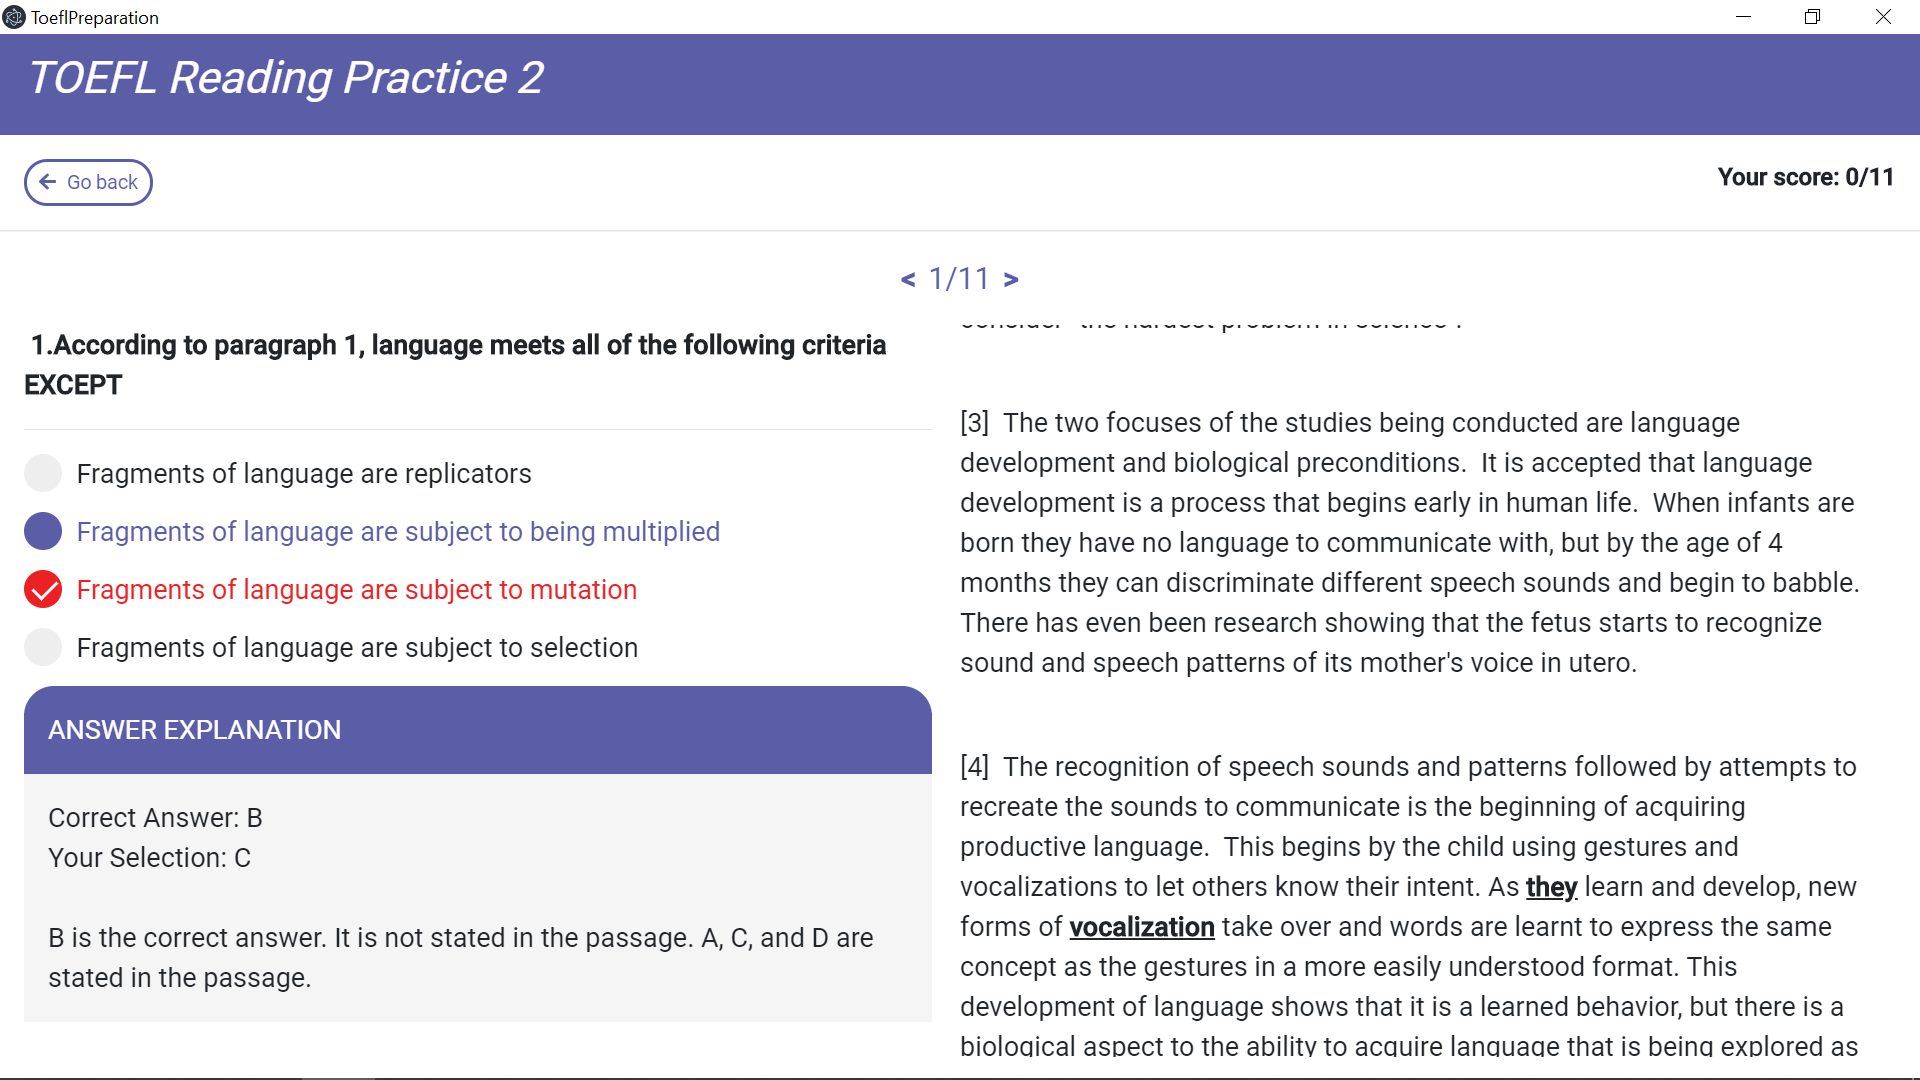 ToeflPreparation
TOEFL Reading Practice 2
Go back
Your score: 0/11
< 1/11 >
1.According to paragraph 1, language meets all of the following criteria
EXCEPT
Fragments of language are replicators
Fragments of language are subject to being multiplied
Fragments of language are subject to mutation
Fragments of language are subject to selection
ANSWER EXPLANATION
Correct Answer: B
Your Selection: C
B is the correct answer. It is not stated in the passage. A, C, and D are
stated in the passage.
consider "the hardest problem in science".
[3]  The two focuses of the studies being conducted are language
development and biological preconditions.  It is accepted that language
development is a process that begins early in human life.  When infants are
born they have no language to communicate with, but by the age of 4
months they can discriminate different speech sounds and begin to babble.
There has even been research showing that the fetus starts to recognize
sound and speech patterns of its mother's voice in utero.
[4]  The recognition of speech sounds and patterns followed by attempts to
recreate the sounds to communicate is the beginning of acquiring
productive language.  This begins by the child using gestures and
vocalizations to let others know their intent. As they learn and develop, new
forms of vocalization take over and words are learnt to express the same
concept as the gestures in a more easily understood format. This
development of language shows that it is a learned behavior, but there is a
biological aspect to the ability to acquire language that is being explored as